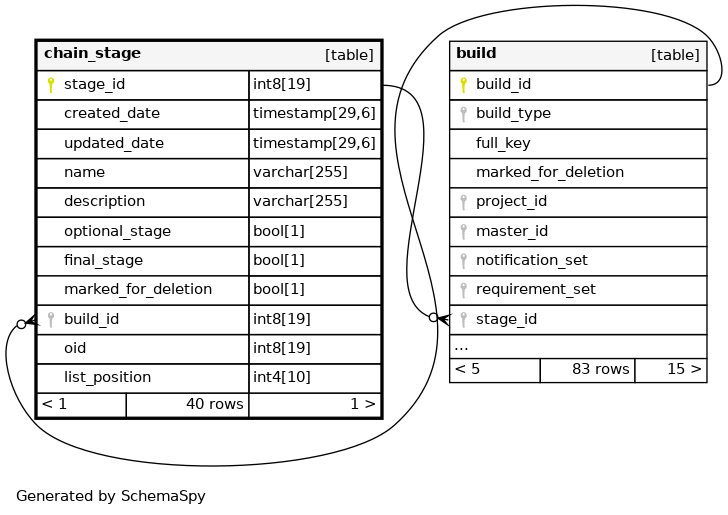 chain_stage [table]
stage_id int8[19]
created_date timestamp[29,6]
updated_date timestamp[29,6]
name varchar[255]
description varchar[255]
optional_stage bool[1]
final_stage bool[1]
marked_for_deletion bool[1]
build_id int8[19]
oid int8[19]
list_position int4[10]
< 1 40 rows 1 >
build [table]
build_id
build_type
full_key
marked_for_deletion
project_id
master_id
notification_set
requirement_set
stage_id
...
< 5 83 rows 15 >
Generated by SchemaSpy